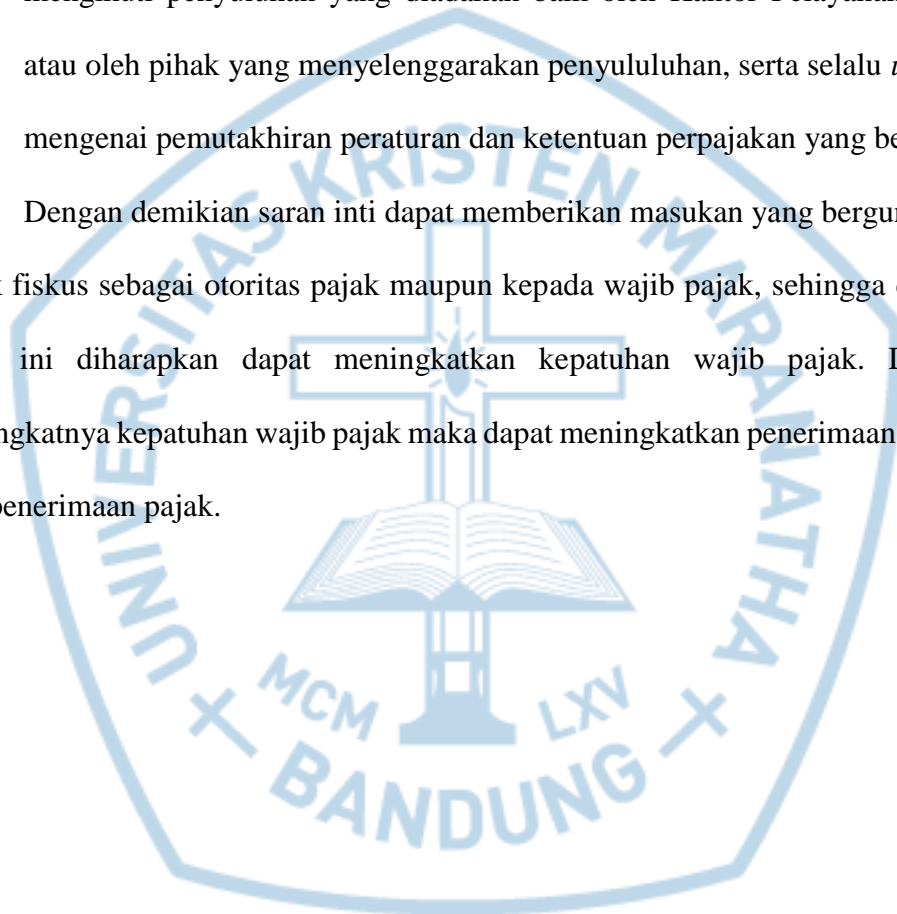 mengikuti penyuluhan yang diadakan baik oleh Kantor Pelayanan
atau oleh pihak yang menyelenggarakan penyululuhan, serta selalu
mengenai pemutakhiran peraturan dan ketentuan perpajakan yang be
Dengan demikian saran inti dapat memberikan masukan yang bergu
fiskus sebagai otoritas pajak maupun kepada wajib pajak, sehingga
ini diharapkan dapat meningkatkan kepatuhan wajib pajak.
ngkatnya kepatuhan wajib pajak maka dapat meningkatkan penerimaan
penerimaan pajak.
UNIVERSITAS KRISTEN MARANATHA
MCM LXV
BANDUNG